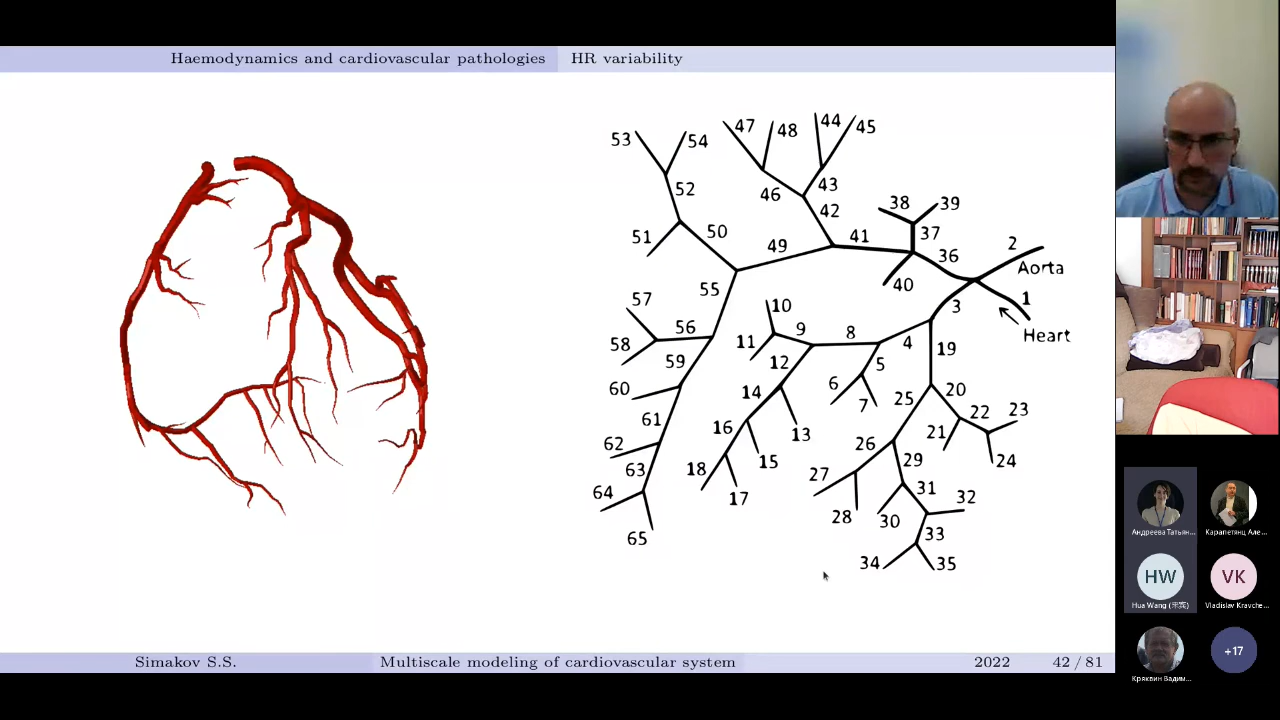 Haemodynamics and cardiovascular pathologies HR variability
47 48 44 45
53 54
52 46 43
38 39
42
51 50 49 41 37 2
36 Aorta
40
55 1
57 10 3
Heart
56 11 9 8
58 4 19
59 12 5
60 14 6 7 25 20
22 23
61 16 13 21
62 26
63 18 15 27 29 24
64 17 31 32
28 30
65 33
34 35
Simakov S.S. Multiscale modeling of cardiovascular system 2022 42 / 81
Андреева Татьян... Карапетянц Але...
HW VK
Hua Wang (宋宾) Vladislav Kravche...
+17
Кряквин Вадим...